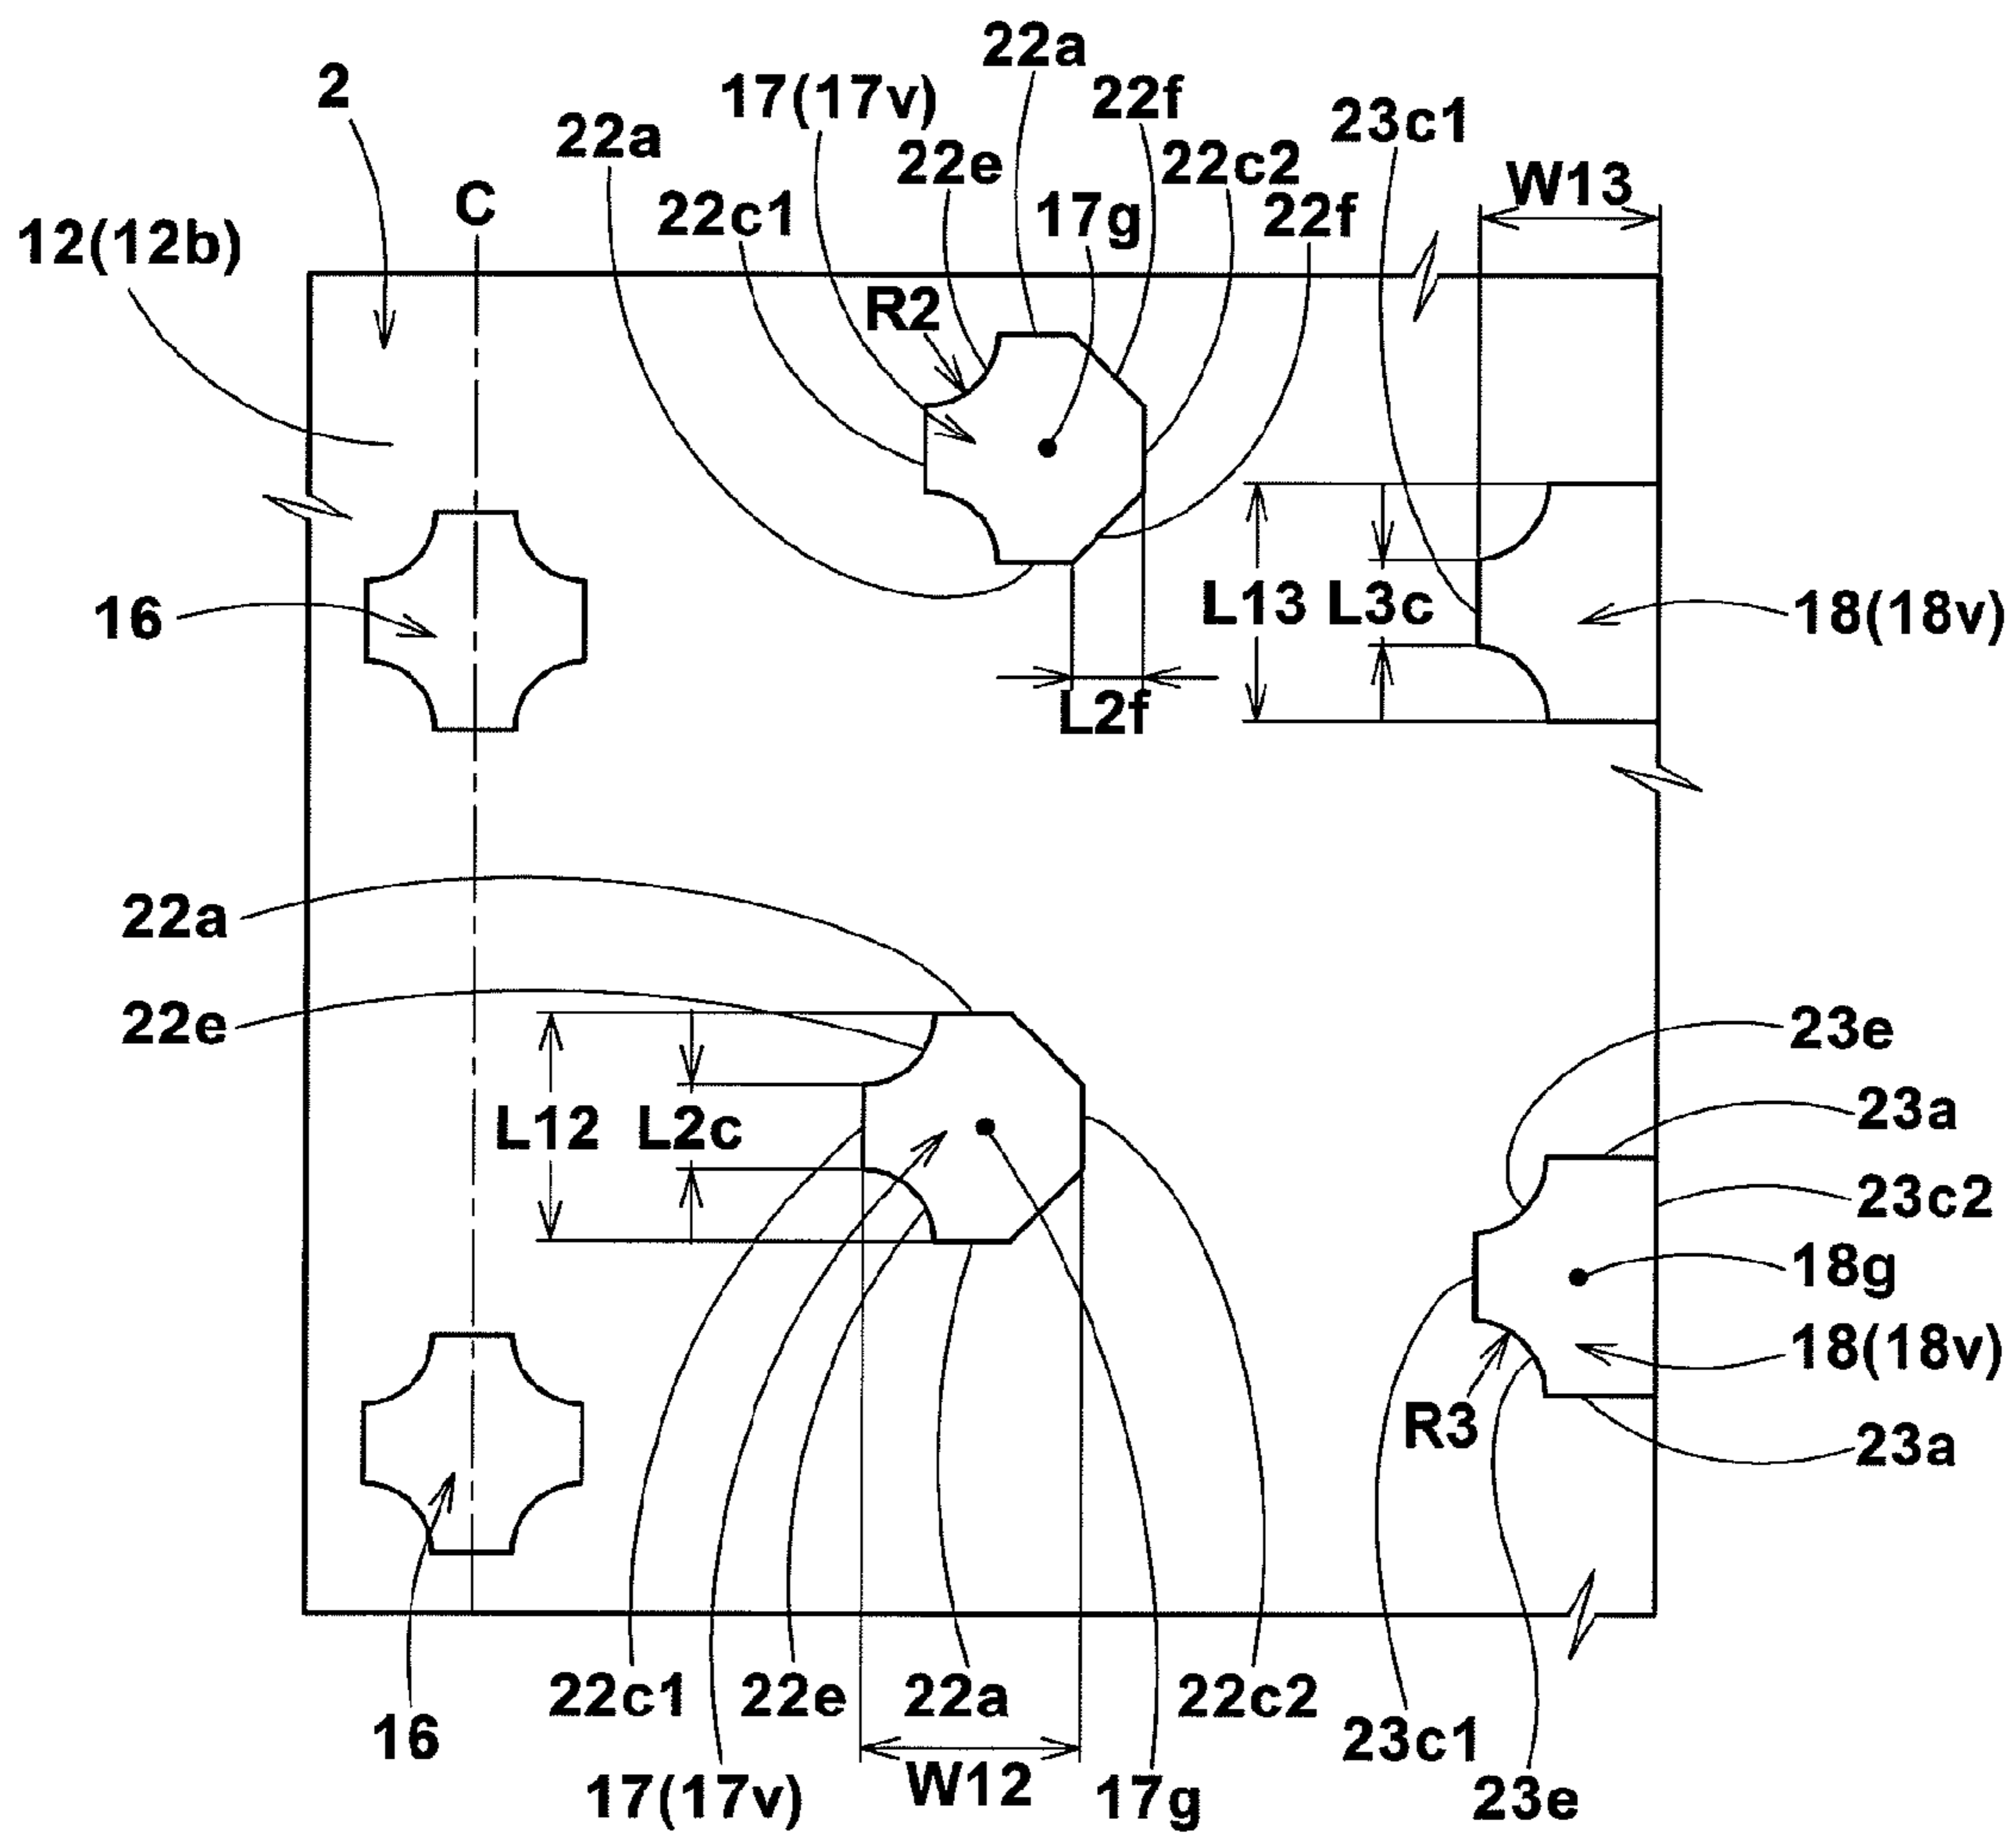 22a
2
17(17v)
22f
23c1
22a
22e
22c2
W13
C
22c1
17g
22f
12(12b)
R2
16
L13
L3c
18(18v)
L2f
22a
22e
23e
L12
L2c
23a
23c2
18g
18(18v)
R3
23a
22c1
22e
22a
22c2
16
23c1
17(17v)
W12
17g
23e